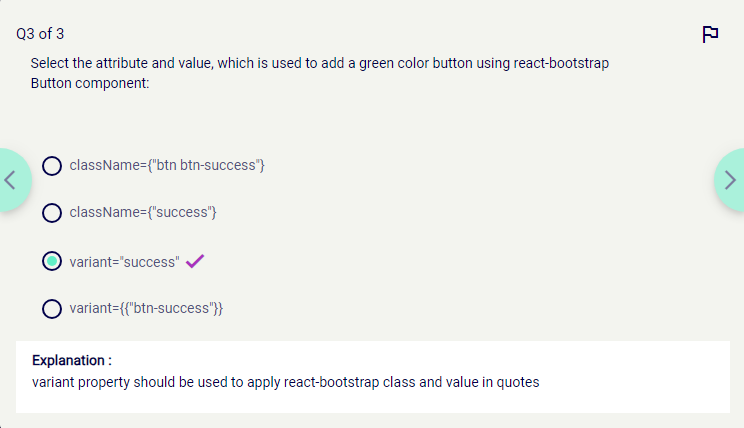 Q3 of 3
Select the attribute and value, which is used to add a green color button using react-bootstrap
Button component:
className={"btn btn-success"}
className={"success"}
variant="success"
variant={{"btn-success"}}
Explanation :
variant property should be used to apply react-bootstrap class and value in quotes